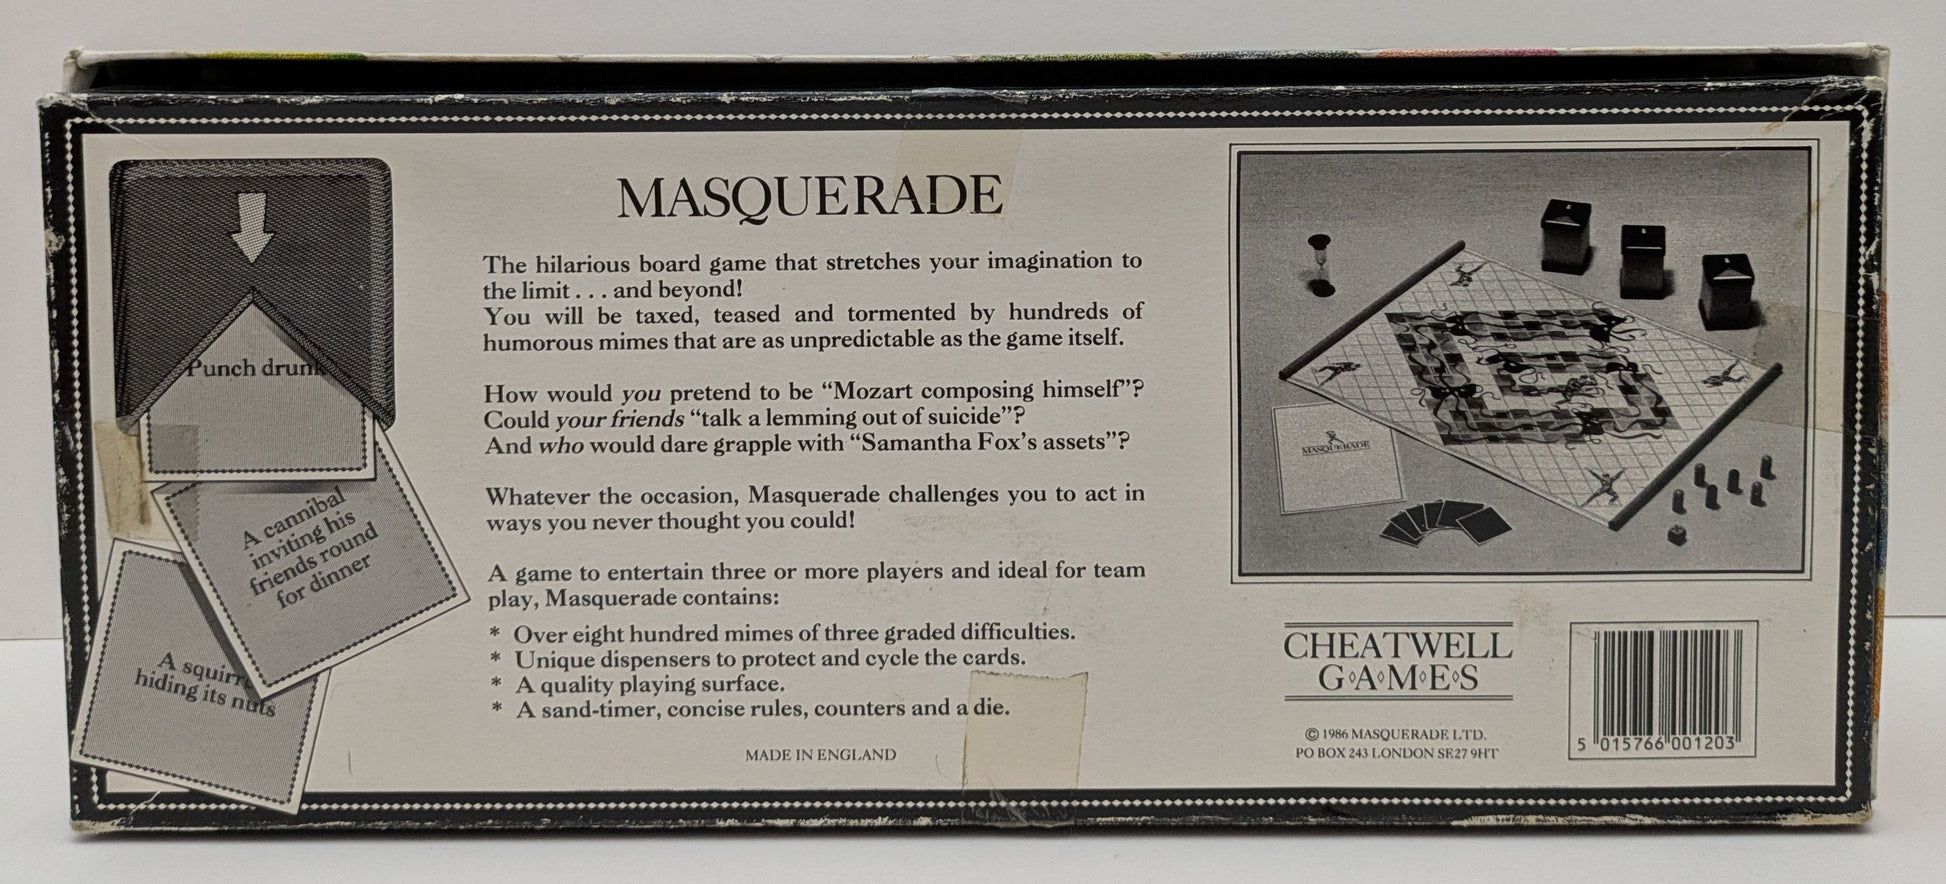 Punch drunk
A cannibal
inviting his
friends round
for dinner
A squirr
hiding its nuts
MASQUERADE
The hilarious board game that stretches your imagination to
the limit . . . and beyond!
You will be taxed, teased and tormented by hundreds of
humorous mimes that are as unpredictable as the game itself.
How would you pretend to be “Mozart composing himself”?
Could your friends “talk a lemming out of suicide”?
And who would dare grapple with “Samantha Fox’s assets”?
Whatever the occasion, Masquerade challenges you to act in
ways you never thought you could!
A game to entertain three or more players and ideal for team
play, Masquerade contains:
* Over eight hundred mimes of three graded difficulties.
* Unique dispensers to protect and cycle the cards.
* A quality playing surface.
* A sand-timer, concise rules, counters and a die.
MADE IN ENGLAND
MASQUERADE
CHEATWELL
G◊A◊M◊E◊S
© 1986 MASQUERADE LTD.
PO BOX 243 LONDON SE27 9HT
5 015766 001203